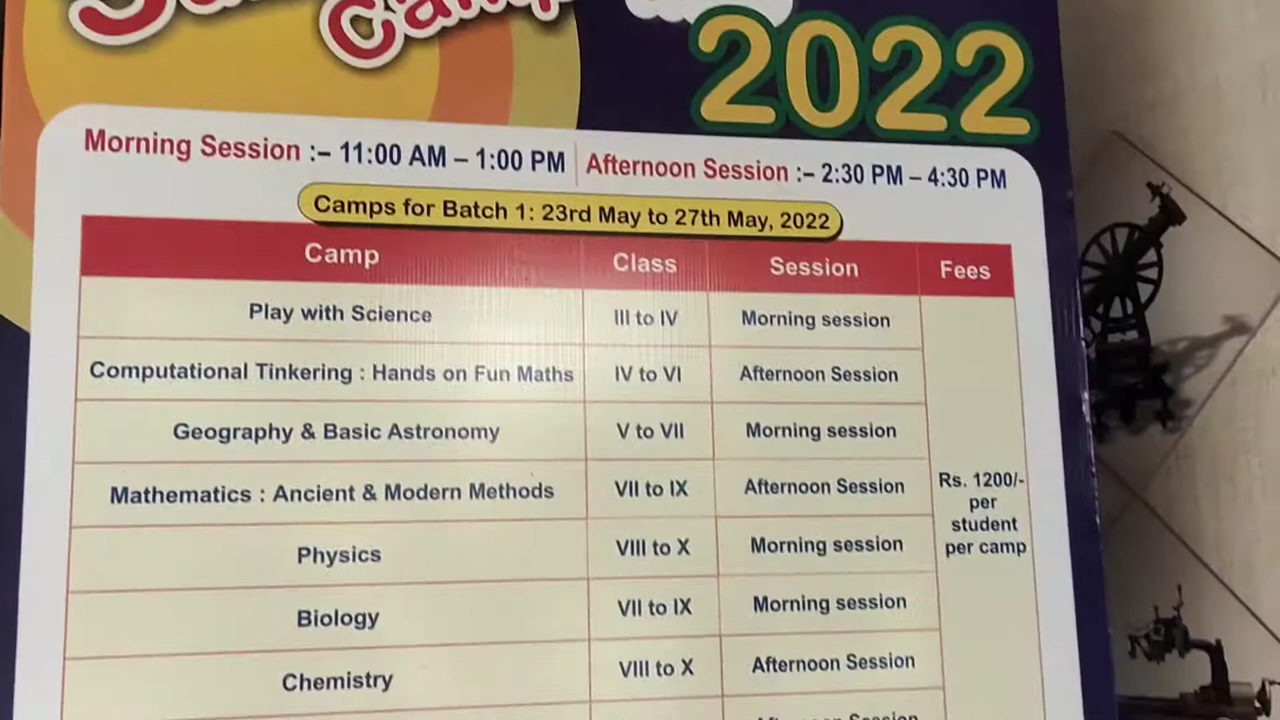 Camp
2022
Morning Session :– 11:00 AM – 1:00 PM
Afternoon Session :– 2:30 PM – 4:30 PM
Camps for Batch 1: 23rd May to 27th May, 2022
Camp Class Session Fees
Play with Science III to IV Morning session
Computational Tinkering : Hands on Fun Maths IV to VI Afternoon Session
Geography & Basic Astronomy V to VII Morning session
Mathematics : Ancient & Modern Methods VII to IX Afternoon Session
Physics VIII to X Morning session
Biology VII to IX Morning session
Chemistry VIII to X Afternoon Session
Afternoon Session
Rs. 1200/-
per
student
per camp